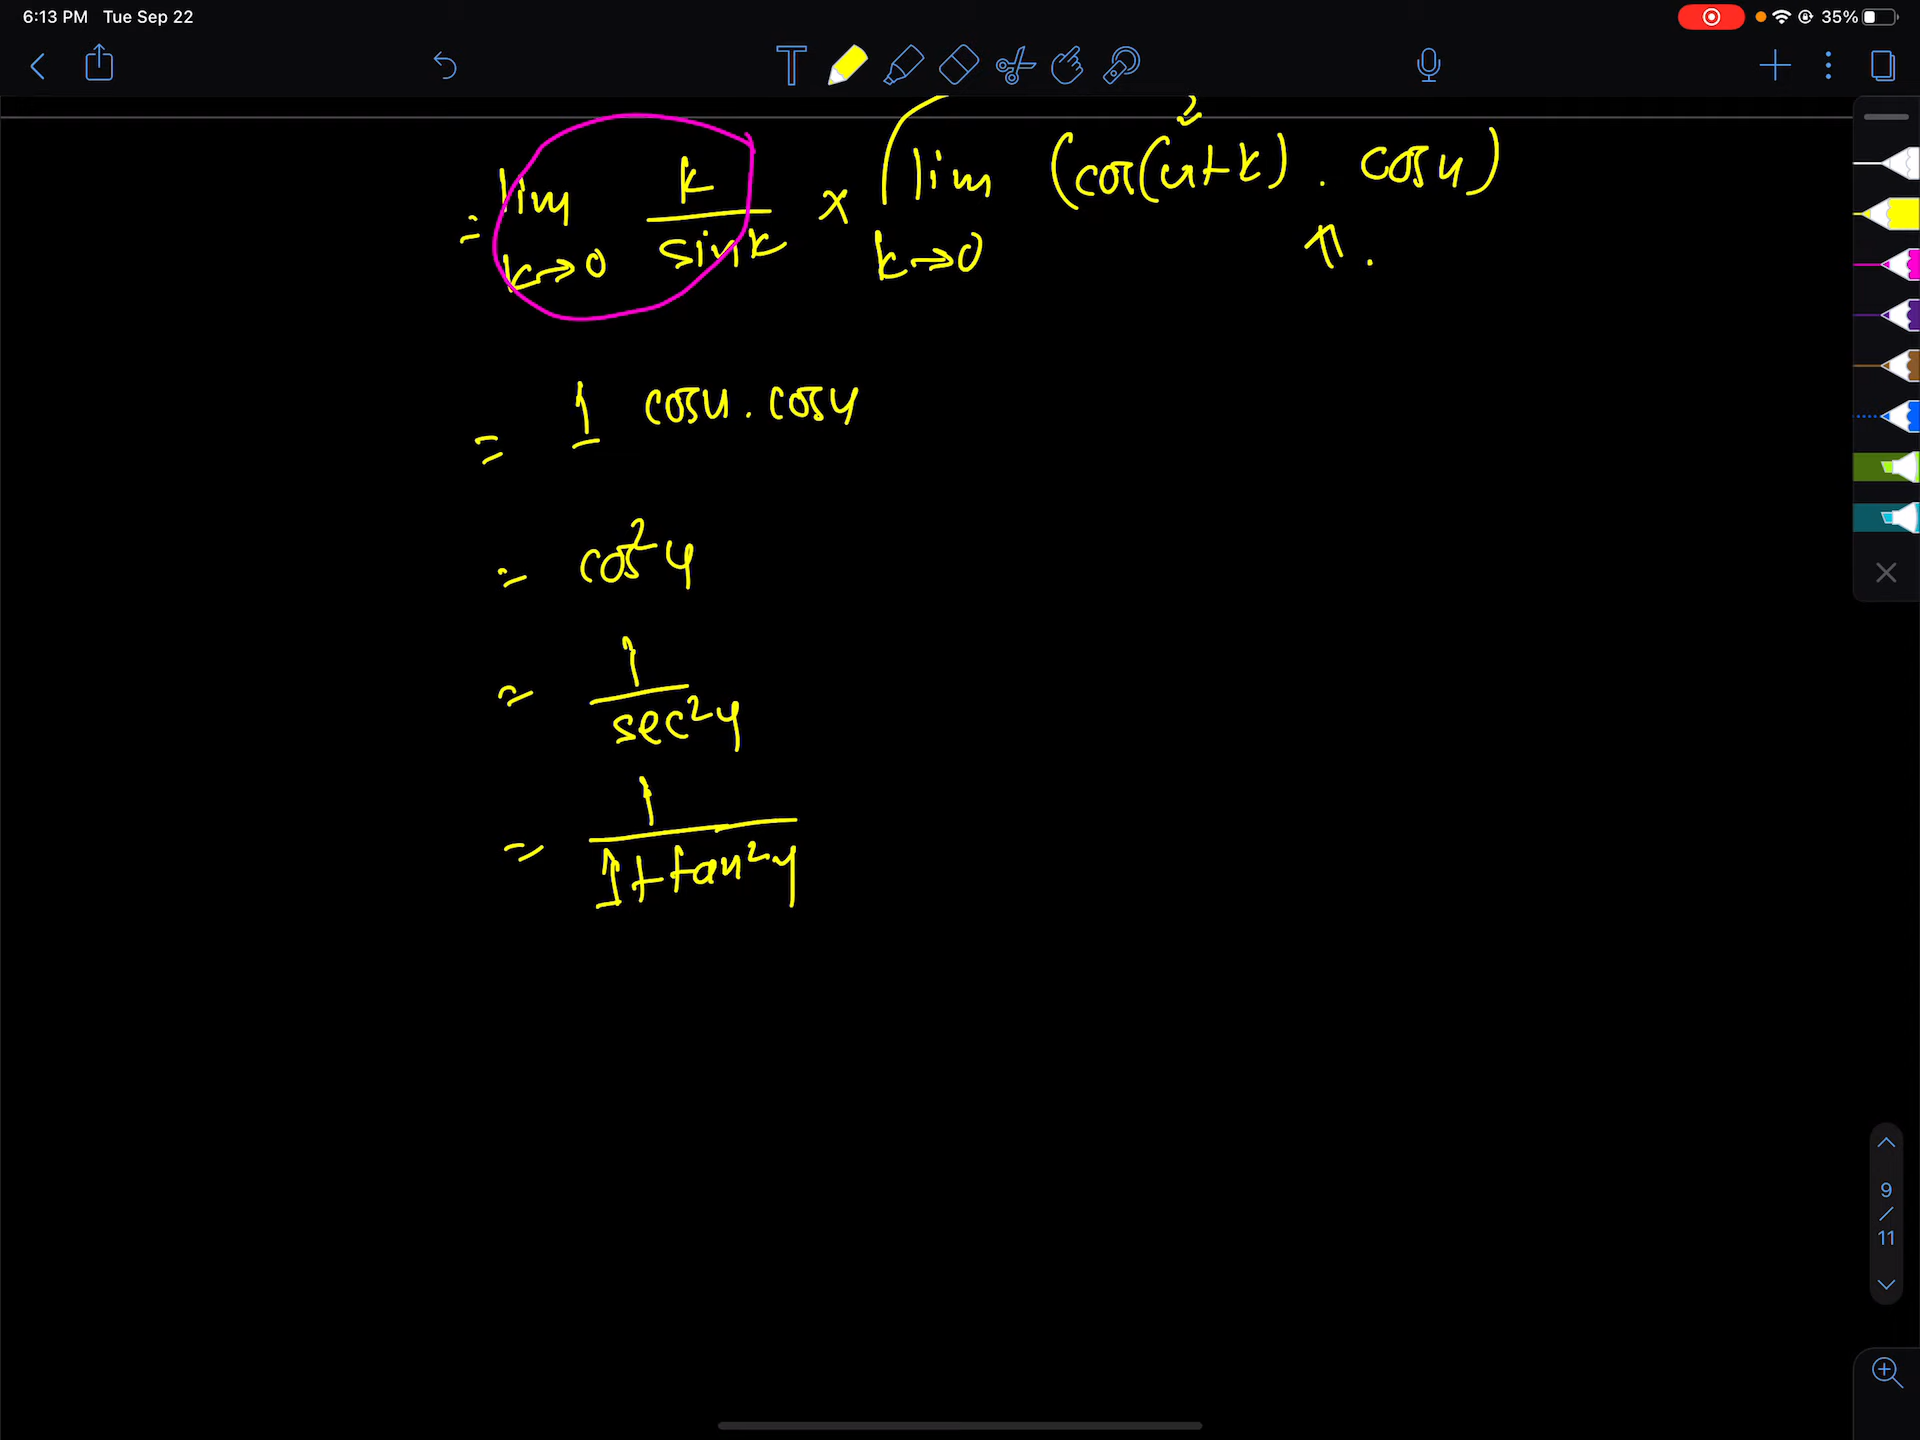 6:13 PM Tue Sep 22
35%
= lim k→0 k/sin k × lim k→0 (cos(y+k) . cos y)
= 1 cos y . cos y
= cos² y
= 1/sec² y
= 1/1+tan² y
9
/
11